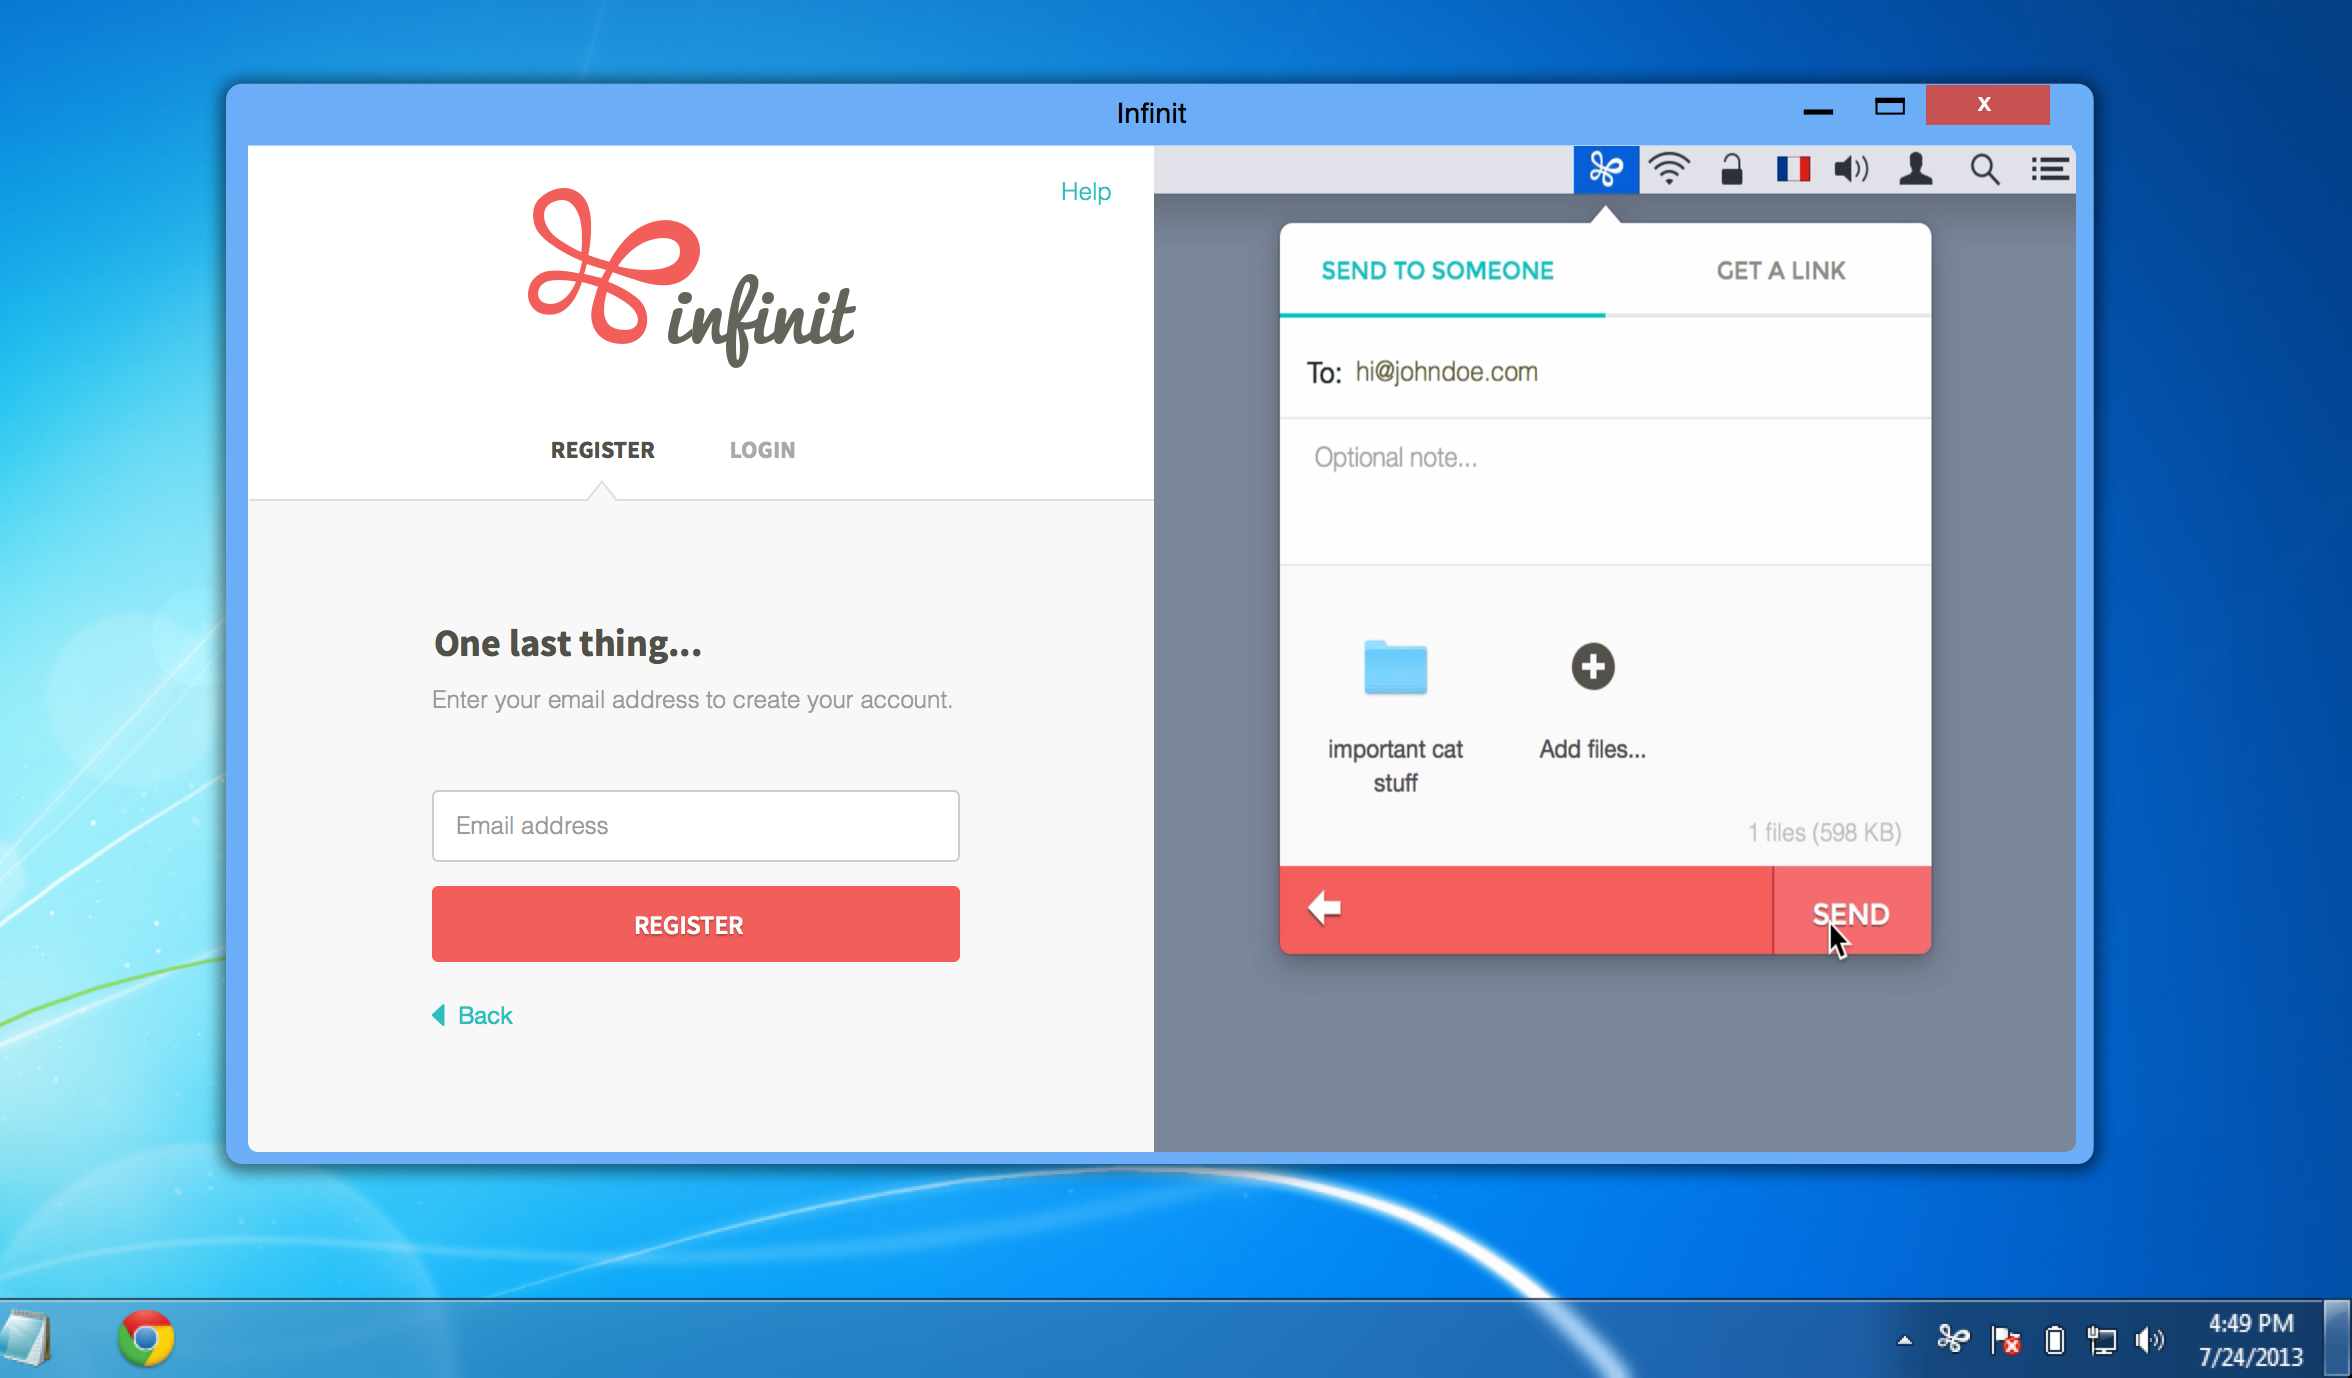 Infinit
x
Help
infinit
REGISTER LOGIN
One last thing...
Enter your email address to create your account.
Email address
REGISTER
Back
SEND TO SOMEONE GET A LINK
To: hi@johndoe.com
Optional note...
important cat
stuff
Add files...
1 files (598 KB)
SEND
4:49 PM
7/24/2013